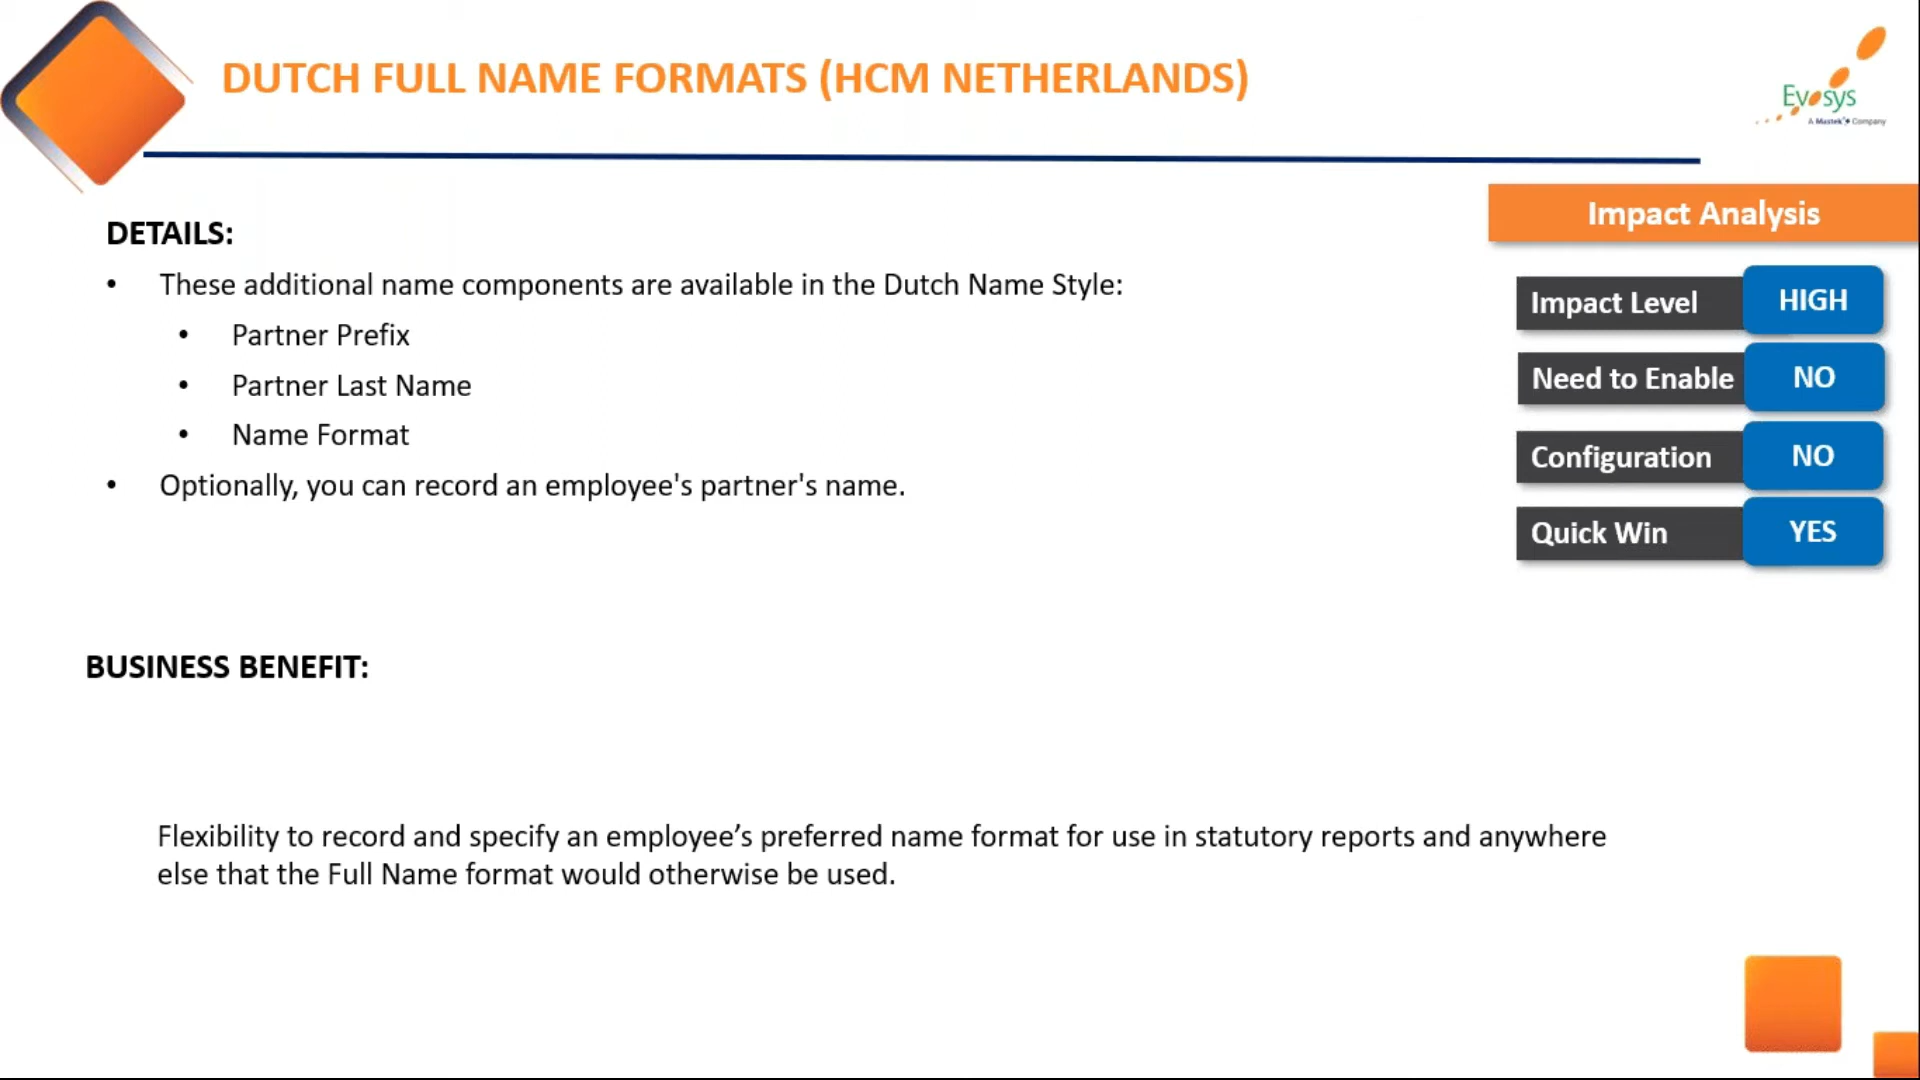 DUTCH FULL NAME FORMATS (HCM NETHERLANDS)
Evosys
A Mastek Company
DETAILS:
• These additional name components are available in the Dutch Name Style:
• Partner Prefix
• Partner Last Name
• Name Format
• Optionally, you can record an employee's partner's name.
Impact Analysis
Impact Level HIGH
Need to Enable NO
Configuration NO
Quick Win YES
BUSINESS BENEFIT:
Flexibility to record and specify an employee’s preferred name format for use in statutory reports and anywhere
else that the Full Name format would otherwise be used.